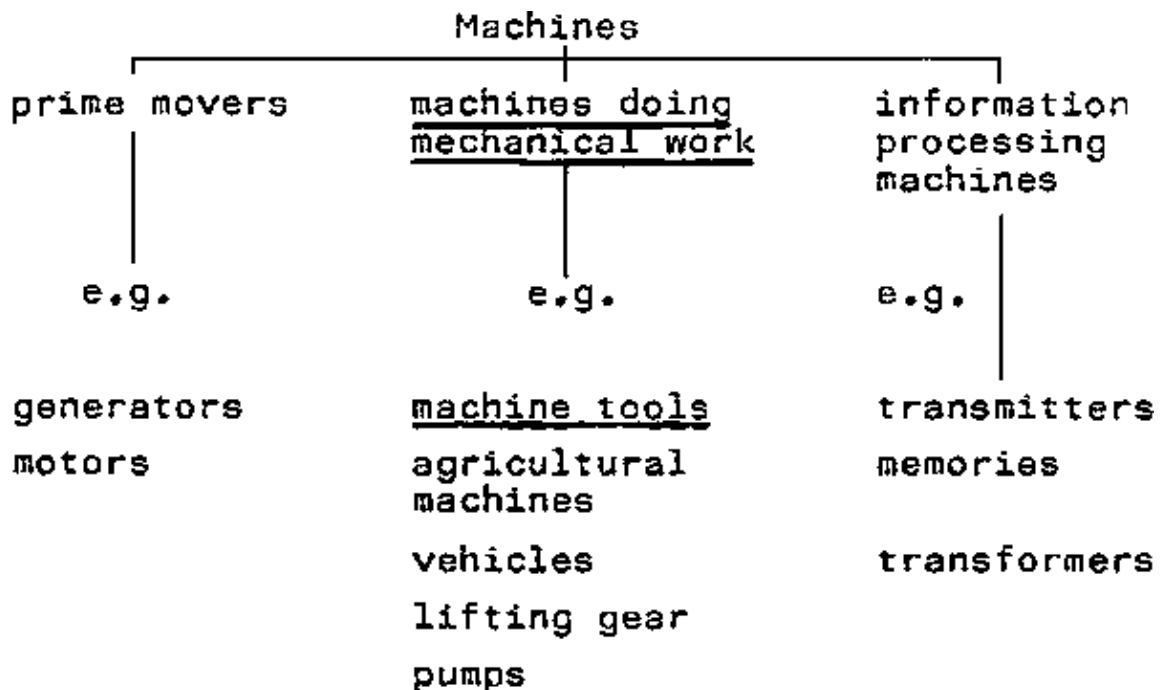 Machines
prime movers
machines doing
mechanical work
information
processing
machines
e.g.
e.g.
e.g.
generators
motors
machine tools
agricultural
machines
vehicles
lifting gear
pumps
transmitters
memories
transformers